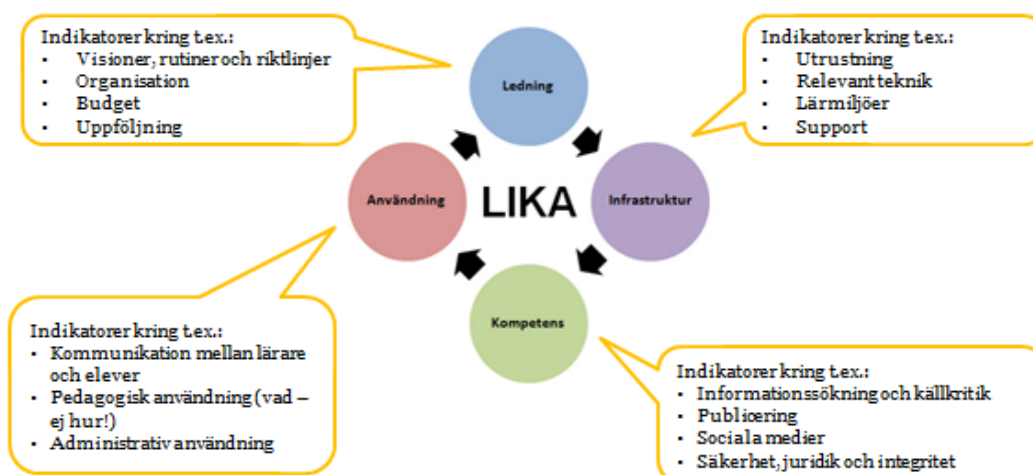 Indikatorer kring t.ex.:
▪ Visioner, rutiner och riktlinjer
▪ Organisation
▪ Budget
▪ Uppföljning
Indikatorer kring t.ex.:
▪ Utrustning
▪ Relevant teknik
▪ Lärmiljöer
▪ Support
Ledning
Användning
LIKA
Infrastruktur
Kompetens
Indikatorer kring t.ex.:
• Kommunikation mellan lärare
och elever
• Pedagogisk användning (vad –
ej hur!)
• Administrativ användning
Indikatorer kring t.ex.:
▪ Informationssökning och källkritik
▪ Publicering
▪ Sociala medier
▪ Säkerhet, juridik och integritet